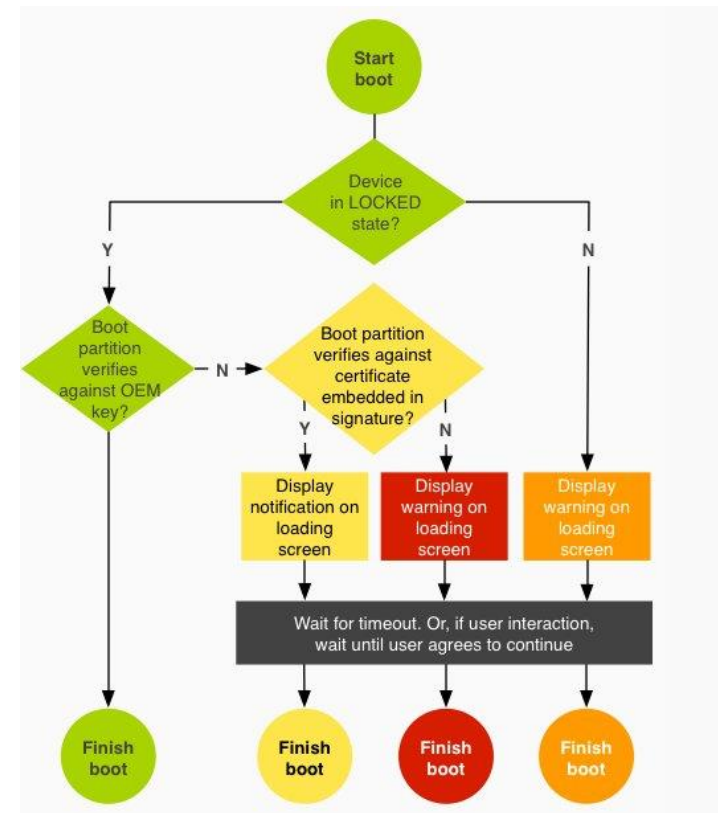 Start
boot
Device
in LOCKED
state?
Y
N
Boot
partition
verifies
against OEM
key?
N
Boot partition
verifies against
certificate
embedded in
signature?
Y
N
Display
notification on
loading
screen
Display
warning on
loading
screen
Display
warning on
loading
screen
Wait for timeout. Or, if user interaction,
wait until user agrees to continue
Finish
boot
Finish
boot
Finish
boot
Finish
boot